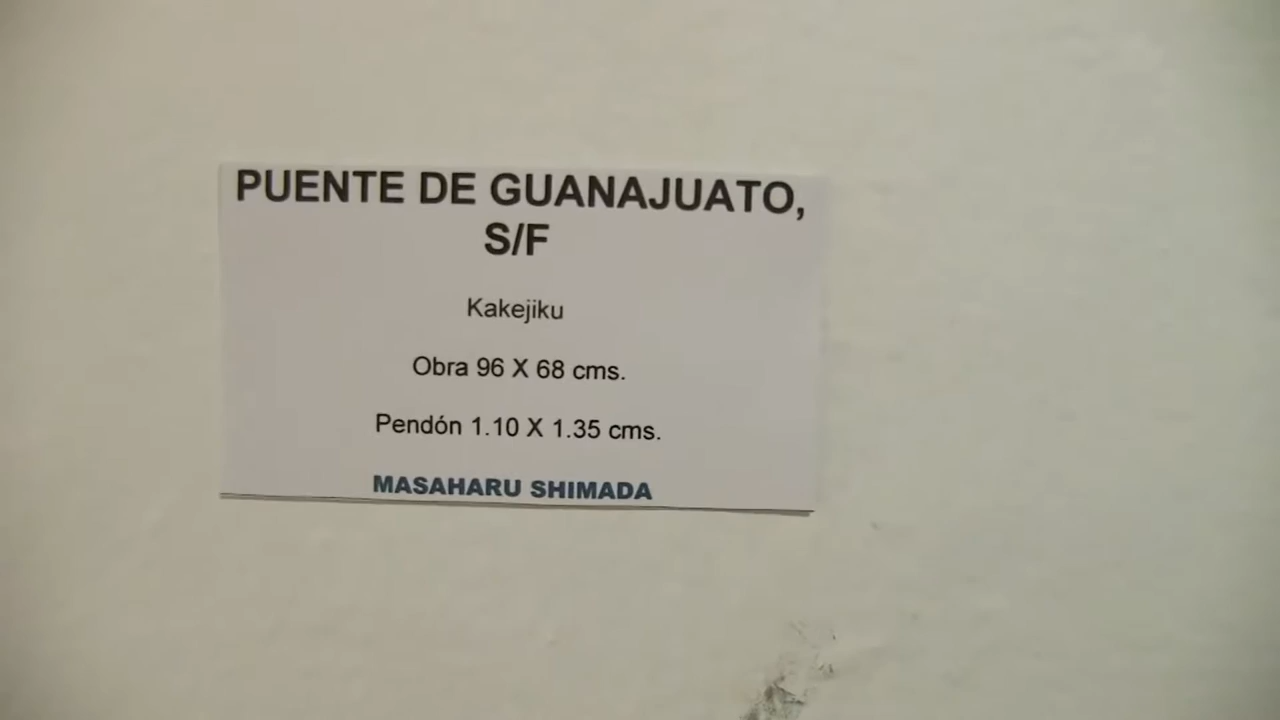 PUENTE DE GUANAJUATO,
S/F
Kakejiku
Obra 96 X 68 cms.
Pendón 1.10 X 1.35 cms.
MASAHARU SHIMADA